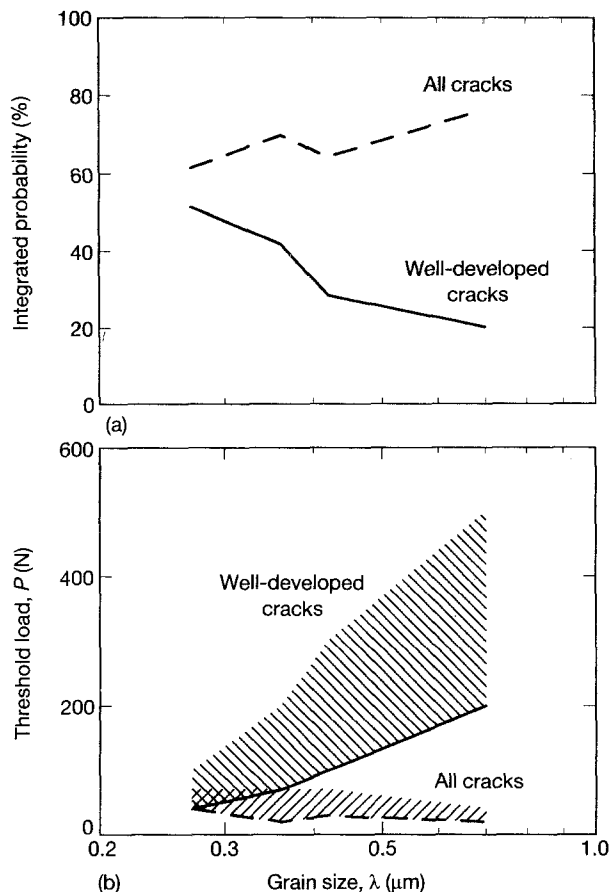 100
80
60
40
20
0
Integrated probability (%)
All cracks
Well-developed
cracks
(a)
600
400
200
0
Threshold load, P (N)
Well-developed
cracks
All cracks
0.2
0.3
0.5
1.0
(b)
Grain size, λ (μm)